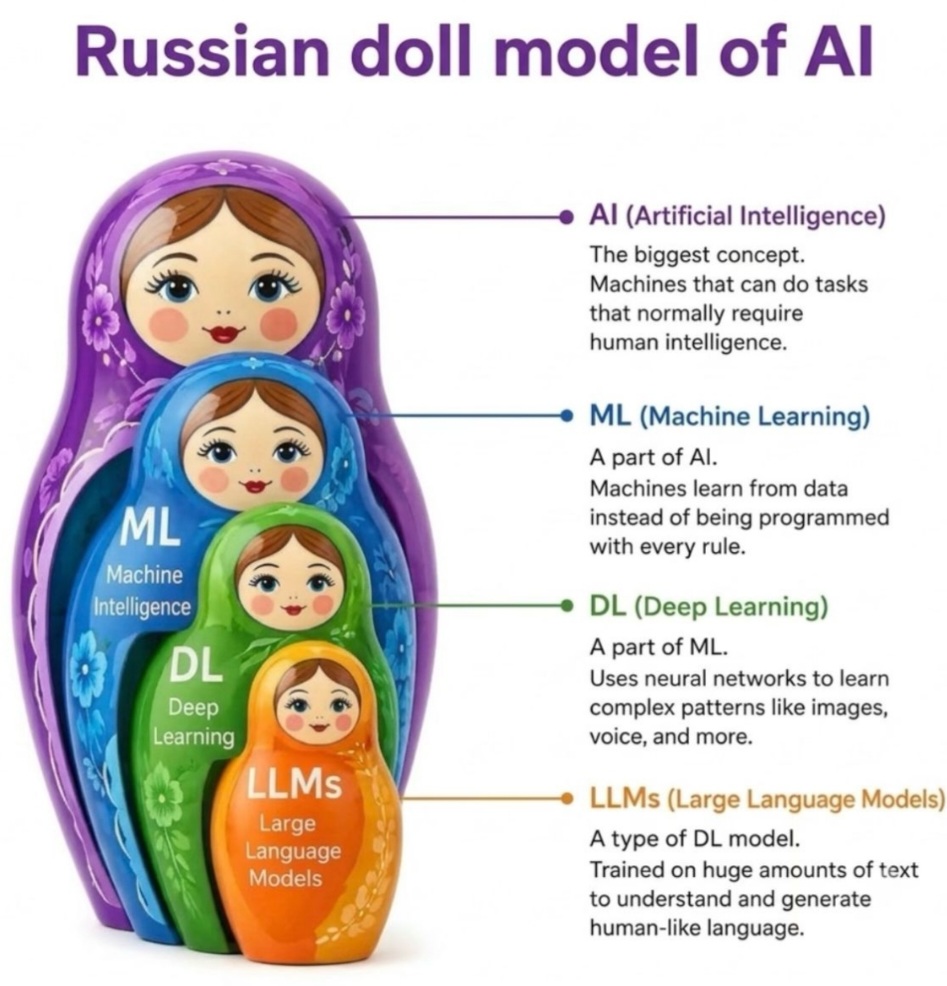 Russian doll model of AI
AI (Artificial Intelligence)
The biggest concept.
Machines that can do tasks
that normally require
human intelligence.
ML (Machine Learning)
A part of AI.
Machines learn from data
instead of being programmed
with every rule.
ML
Machine
Intelligence
DL (Deep Learning)
A part of ML.
Uses neural networks to learn
complex patterns like images,
voice, and more.
DL
Deep
Learning
LLMs (Large Language Models)
A type of DL model.
Trained on huge amounts of text
to understand and generate
human-like language.
LLMs
Large
Language
Models